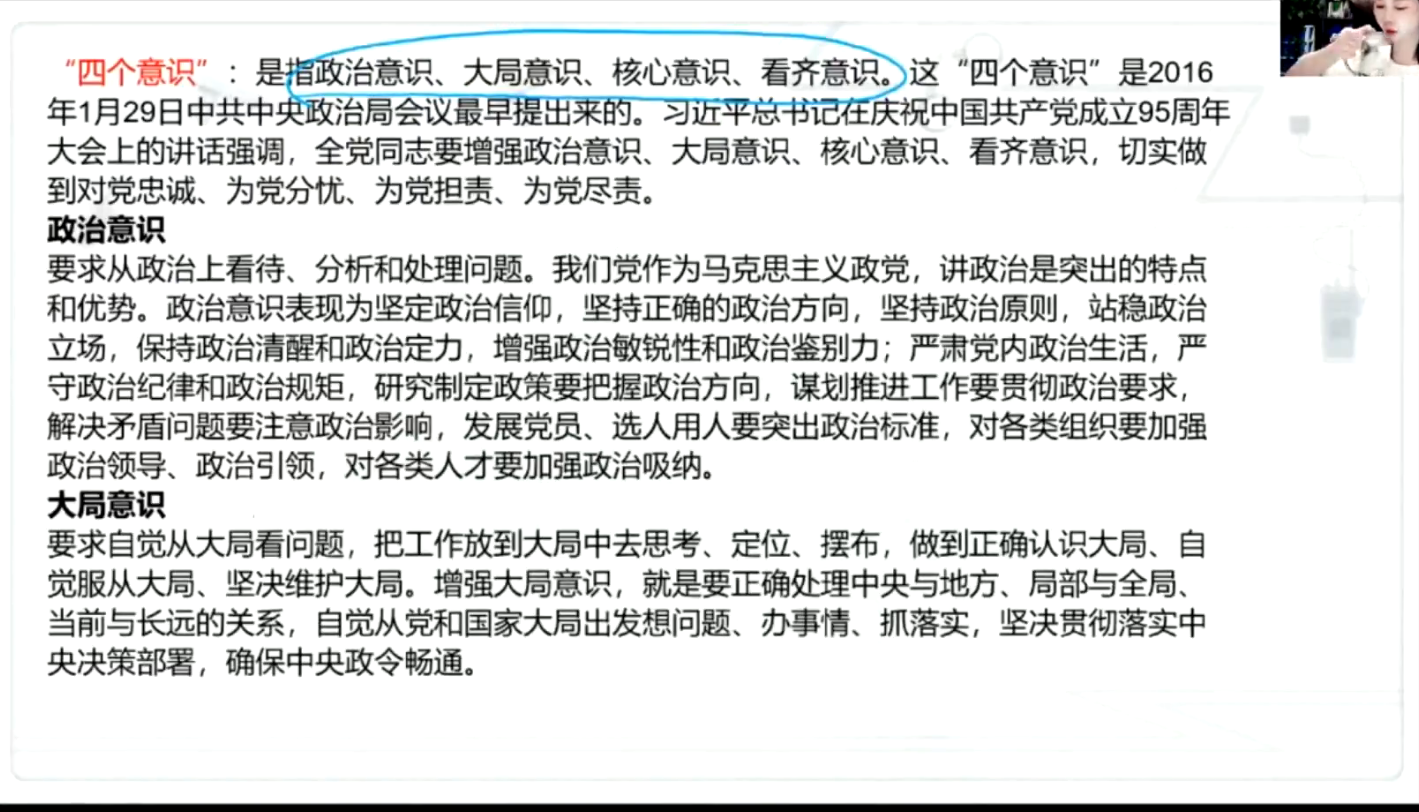 “四个意识”：是指政治意识、大局意识、核心意识、看齐意识。这“四个意识”是2016
年1月29日中共中央政治局会议最早提出来的。习近平总书记在庆祝中国共产党成立95周年
大会上的讲话强调，全党同志要增强政治意识、大局意识、核心意识、看齐意识，切实做
到对党忠诚、为党分忧、为党担责、为党尽责。
政治意识
要求从政治上看待、分析和处理问题。我们党作为马克思主义政党，讲政治是突出的特点
和优势。政治意识表现为坚定政治信仰，坚持正确的政治方向，坚持政治原则，站稳政治
立场，保持政治清醒和政治定力，增强政治敏锐性和政治鉴别力；严肃党内政治生活，严
守政治纪律和政治规矩，研究制定政策要把握政治方向，谋划推进工作要贯彻政治要求，
解决矛盾问题要注意政治影响，发展党员、选人用人要突出政治标准，对各类组织要加强
政治领导、政治引领，对各类人才要加强政治吸纳。
大局意识
要求自觉从大局看问题，把工作放到大局中去思考、定位、摆布，做到正确认识大局、自
觉服从大局、坚决维护大局。增强大局意识，就是要正确处理中央与地方、局部与全局、
当前与长远的关系，自觉从党和国家大局出发想问题、办事情、抓落实，坚决贯彻落实中
央决策部署，确保中央政令畅通。